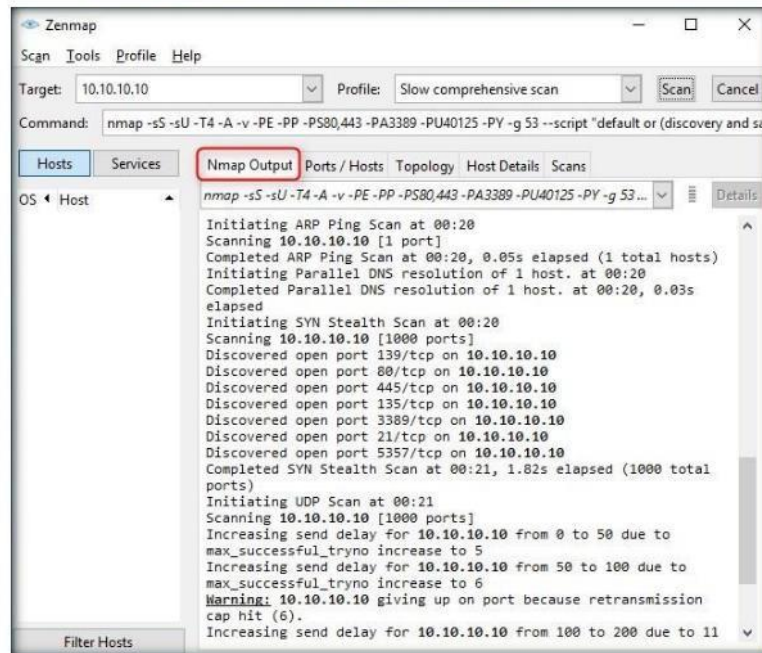 Zenmap
Scan Tools Profile Help
Target: 10.10.10.10 Profile: Slow comprehensive scan Scan Cancel
Command: nmap -sS -sU -T4 -A -v -PE -PP -PS80,443 -PA3389 -PU40125 -PY -g 53 --script "default or (discovery and sa
Hosts Services Nmap Output Ports / Hosts Topology Host Details Scans
OS Host nmap -sS -sU -T4 -A -v -PE -PP -PS80,443 -PA3389 -PU40125 -PY -g 53 ... Details
Initiating ARP Ping Scan at 00:20
Scanning 10.10.10.10 [1 port]
Completed ARP Ping Scan at 00:20, 0.05s elapsed (1 total hosts)
Initiating Parallel DNS resolution of 1 host. at 00:20
Completed Parallel DNS resolution of 1 host. at 00:20, 0.03s
elapsed
Initiating SYN Stealth Scan at 00:20
Scanning 10.10.10.10 [1000 ports]
Discovered open port 139/tcp on 10.10.10.10
Discovered open port 80/tcp on 10.10.10.10
Discovered open port 445/tcp on 10.10.10.10
Discovered open port 135/tcp on 10.10.10.10
Discovered open port 3389/tcp on 10.10.10.10
Discovered open port 21/tcp on 10.10.10.10
Discovered open port 5357/tcp on 10.10.10.10
Completed SYN Stealth Scan at 00:21, 1.82s elapsed (1000 total
ports)
Initiating UDP Scan at 00:21
Scanning 10.10.10.10 [1000 ports]
Increasing send delay for 10.10.10.10 from 0 to 50 due to
max_successful_tryno increase to 5
Increasing send delay for 10.10.10.10 from 50 to 100 due to
max_successful_tryno increase to 6
Warning: 10.10.10.10 giving up on port because retransmission
cap hit (6).
Increasing send delay for 10.10.10.10 from 100 to 200 due to 11
Filter Hosts